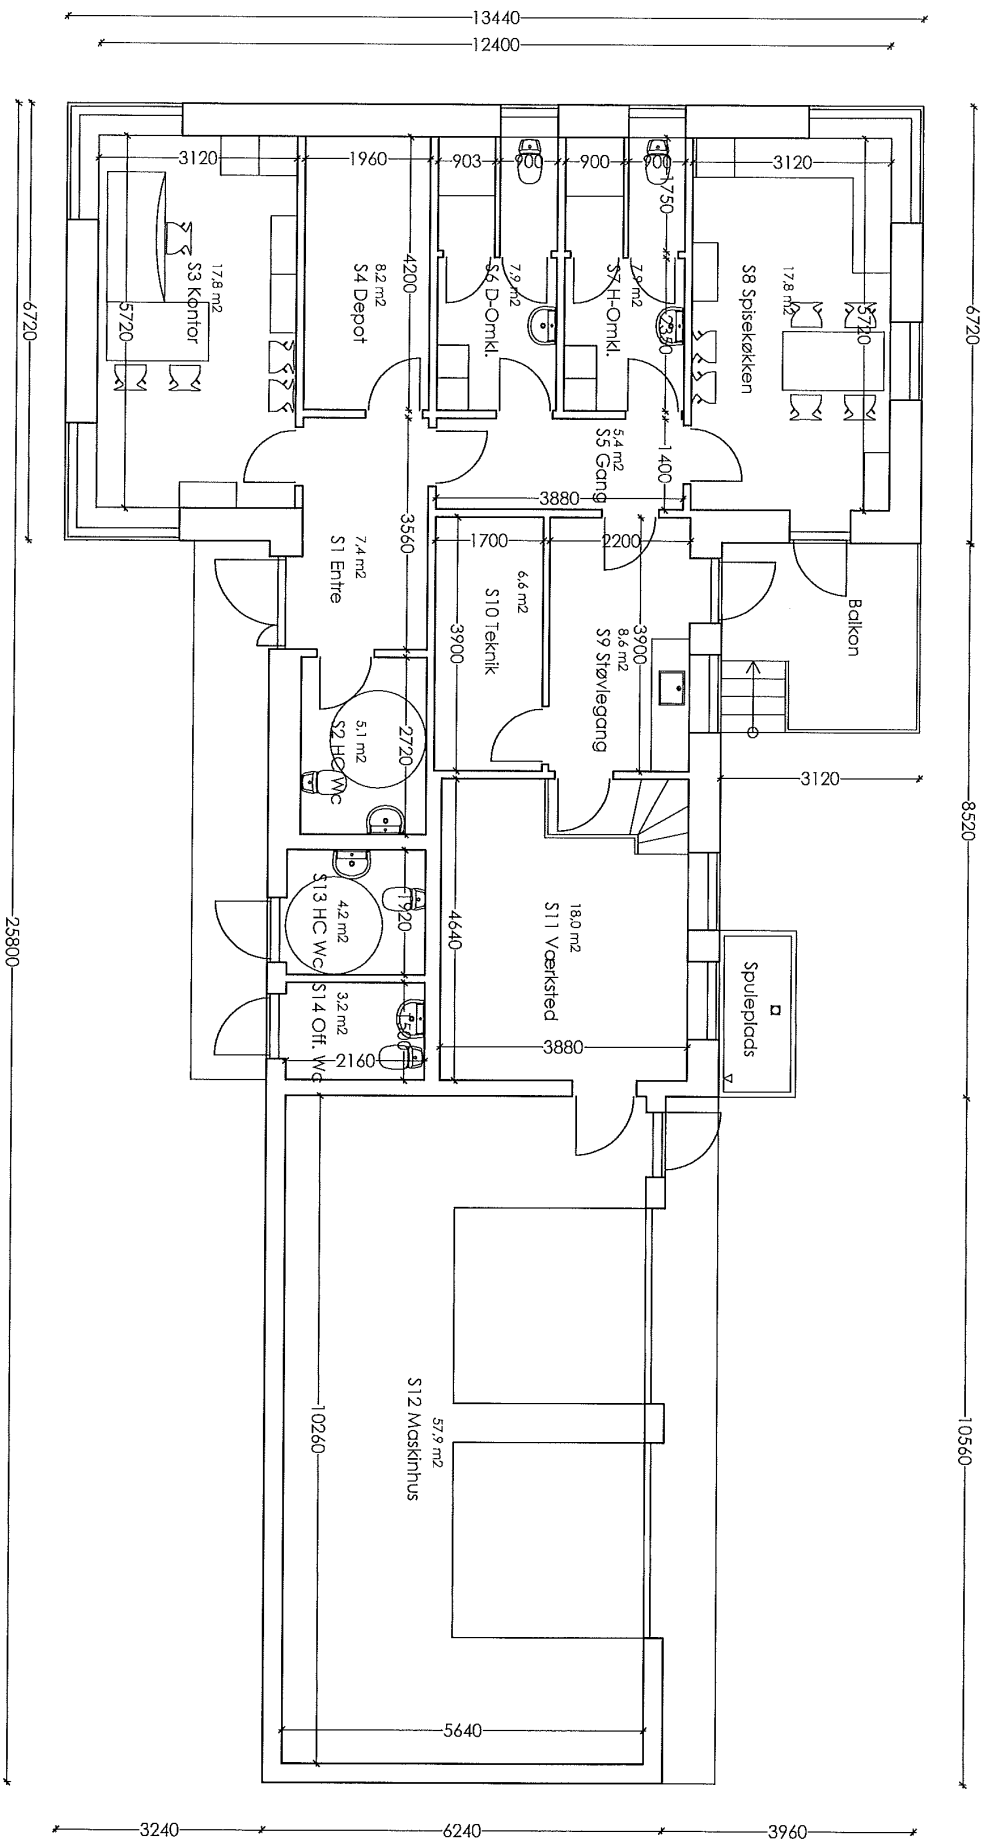 13440
12400
3120
1960
903
900
900
900
3120
1750
6720
5720
17,8 m2
S3 Kontor
4200
8,2 m2
S4 Depot
7,9 m2
S6 D-Omkl.
7,9 m2
S7 H-Omkl.
2350
17,8 m2
S8 Spisekøkken
5720
6720
5,4 m2
S5 Gang
1400
3880
3560
7,4 m2
S1 Entre
1700
2200
6,6 m2
S10 Teknik
3900
3900
8,6 m2
S9 Støvlegang
Balkon
3120
5,1 m2
S2 HC Wc
2720
8520
25800
4,2 m2
S13 HC Wc
1920
4640
18,0 m2
S11 Værksted
3880
Spuleplads
3,2 m2
S14 Off. Wc
2160
57,9 m2
S12 Maskinhus
10260
10560
5640
3240
6240
3960